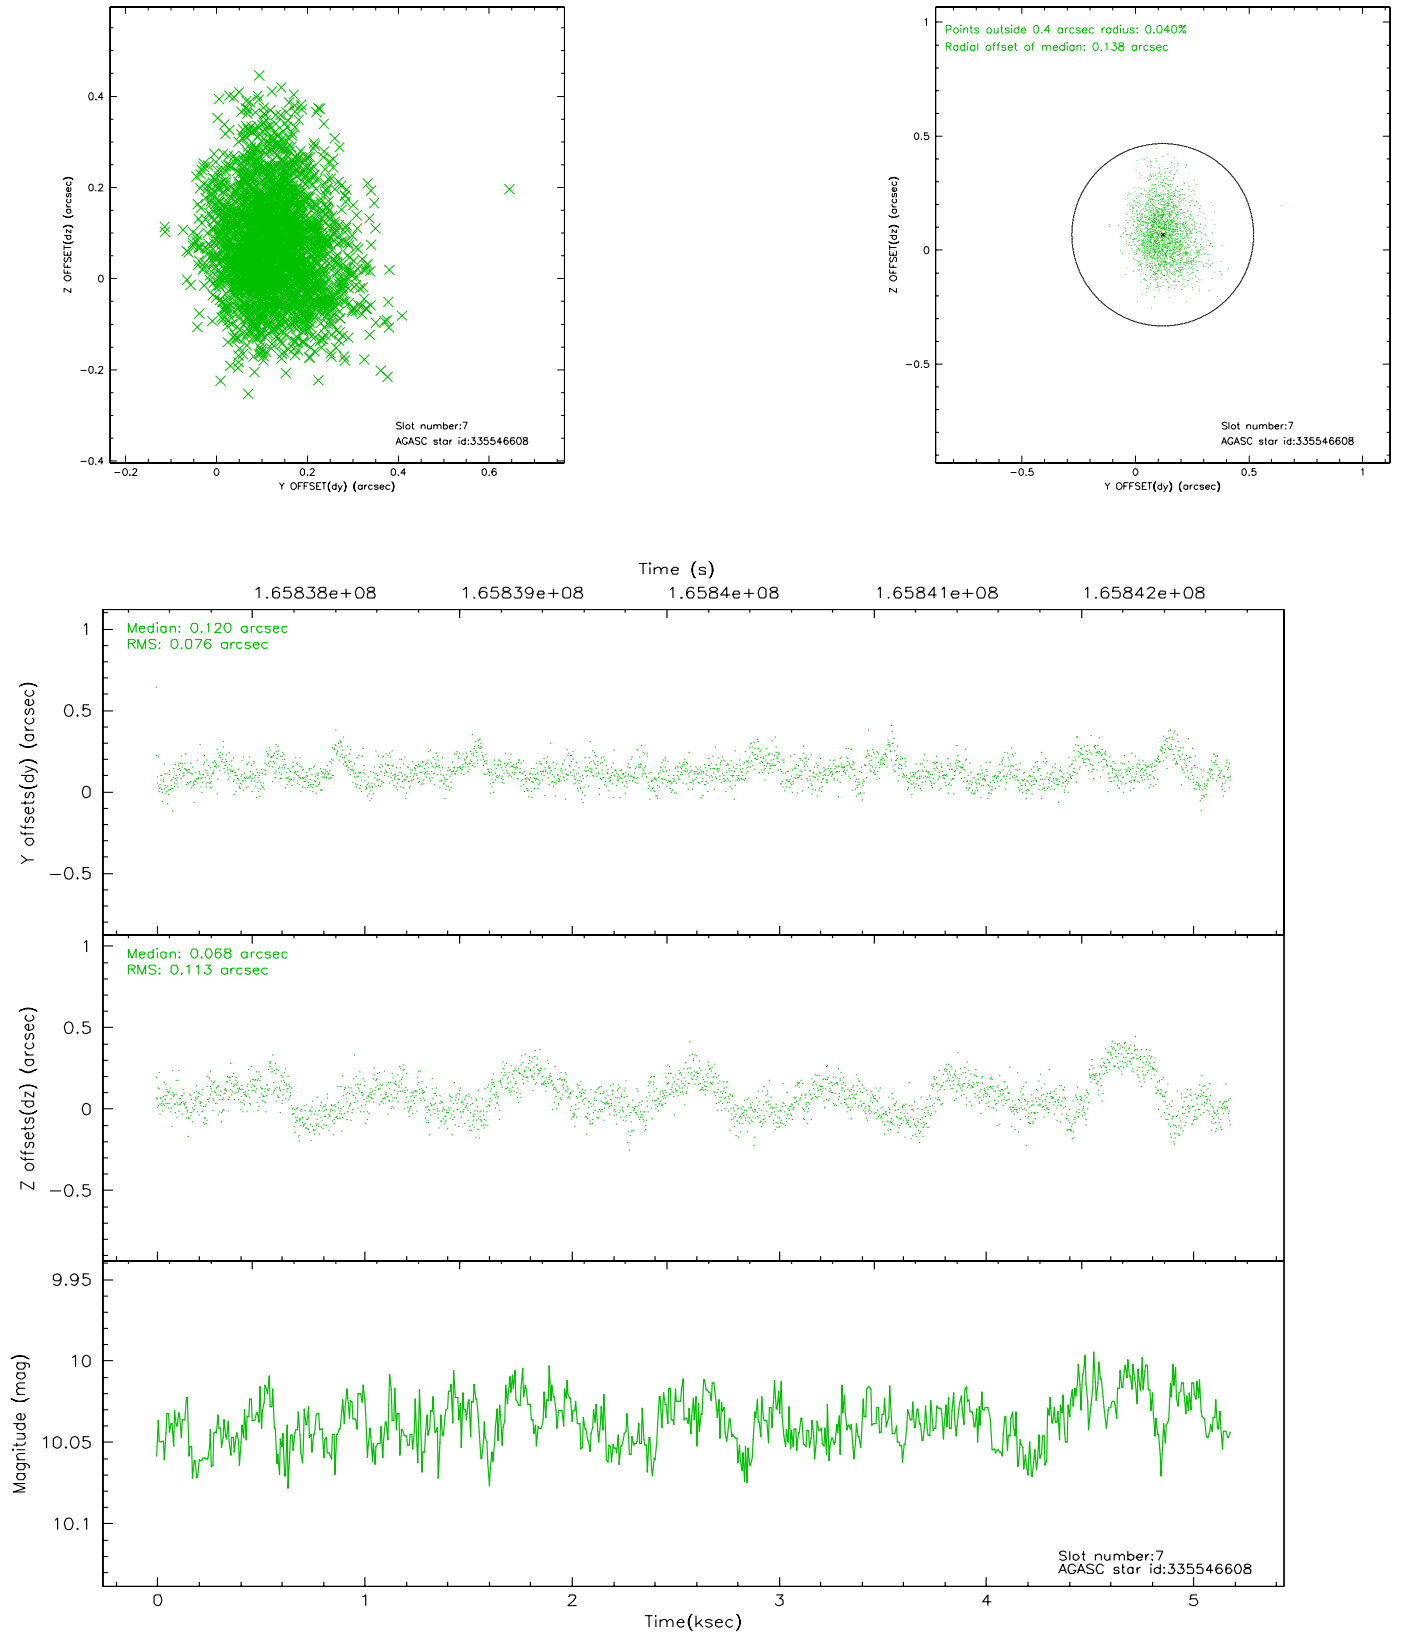 0.4
0.2
0
−0.2
−0.4
Z OFFSET(dz) (arcsec)
−0.2 0 0.2 0.4 0.6
Y OFFSET(dy) (arcsec)
Slot number:7
AGASC star id:335546608
Points outside 0.4 arcsec radius: 0.040%
Radial offset of median: 0.138 arcsec
1
0.5
0
−0.5
Z OFFSET(dz) (arcsec)
−0.5 0 0.5 1
Y OFFSET(dy) (arcsec)
Slot number:7
AGASC star id:335546608
Time (s)
1.65838e+08 1.65839e+08 1.6584e+08 1.65841e+08 1.65842e+08
Median: 0.120 arcsec
RMS: 0.076 arcsec
1
0.5
0
−0.5
Y offsets(dy) (arcsec)
Median: 0.068 arcsec
RMS: 0.113 arcsec
1
0.5
0
−0.5
Z offsets(dz) (arcsec)
9.95
10
10.05
10.1
Magnitude (mag)
Slot number:7
AGASC star id:335546608
0 1 2 3 4 5
Time(ksec)